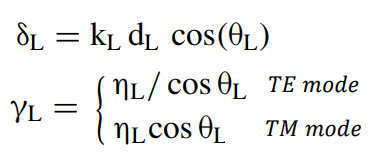 δL = kL dL cos(θL)
γL = { ηL/ cos θL TE mode
ηL cos θL TM mode